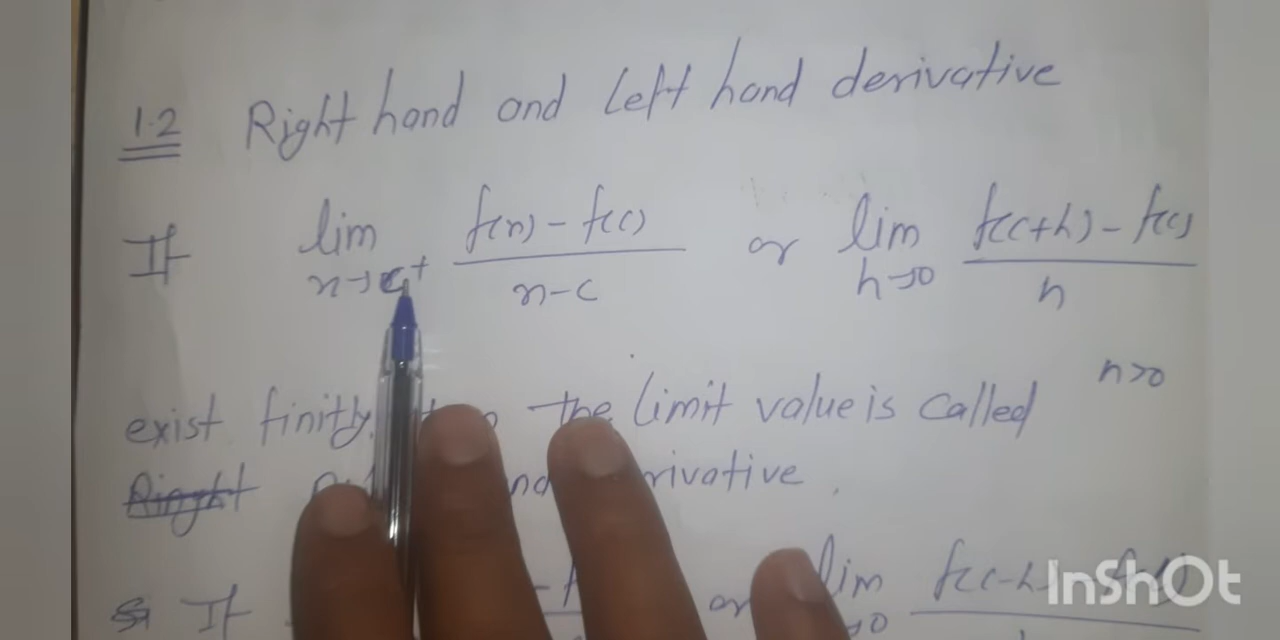 1.2 Right hand and Left hand derivative
If lim n→c+ f(n) - f(c) / n - c or lim h→0 f(c+h) - f(c) / h
h>0
exist finitly the limit value is called
Right derivative.
If or lim f(c-h)
InShOt